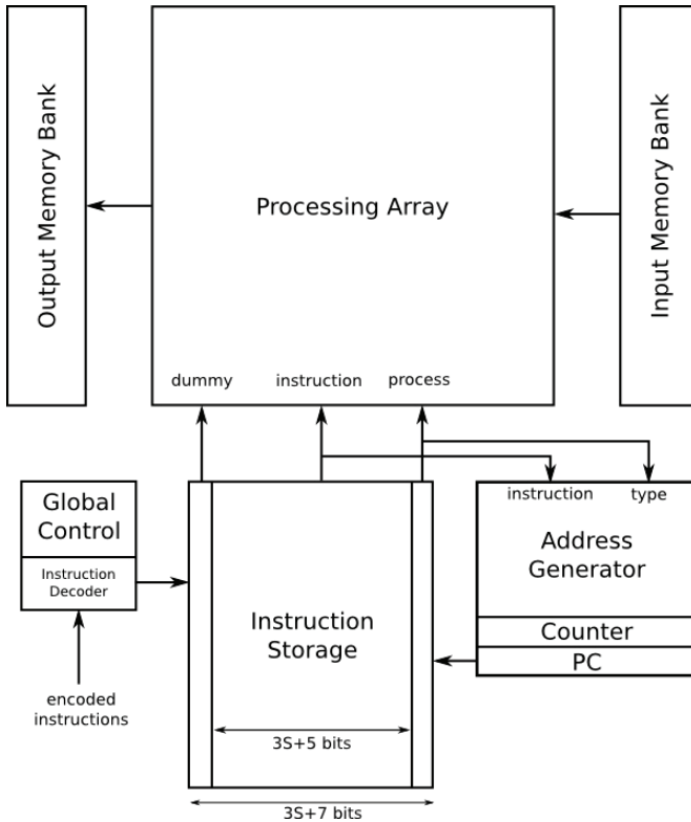 Output Memory Bank
Processing Array
Input Memory Bank
dummy
instruction
process
Global
Control
Instruction
Decoder
encoded
instructions
Instruction
Storage
3S+5 bits
3S+7 bits
instruction
type
Address
Generator
Counter
PC